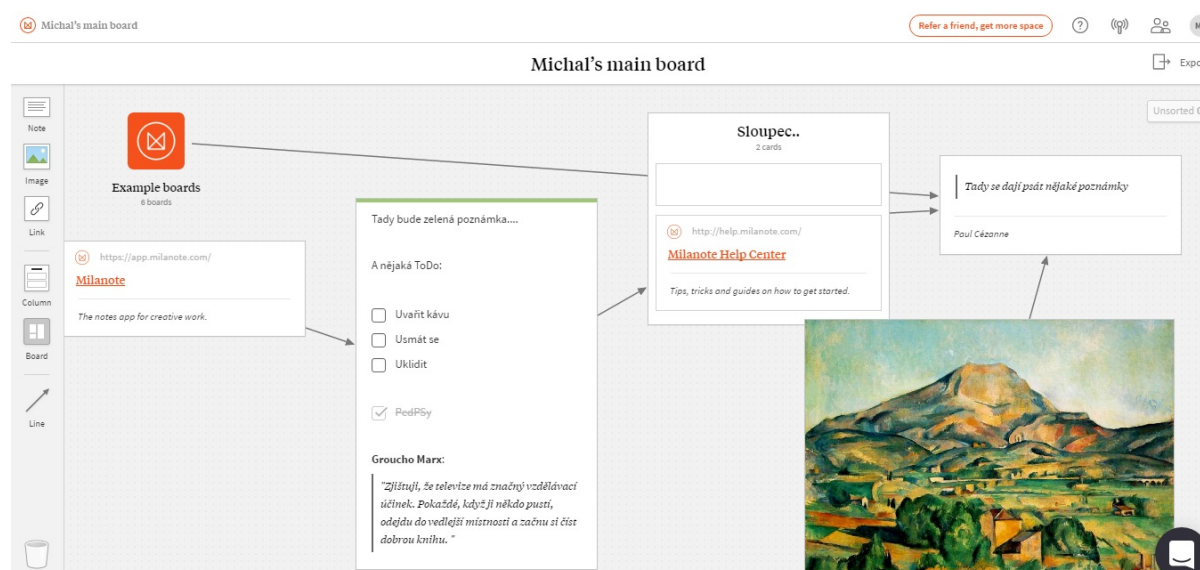 Michal's main board
Refer a friend, get more space
Michal's main board
Unsorted
Note
Image
Link
Column
Board
Line
Example boards
6 boards
https://app.milanote.com/
Milanote
The notes app for creative work.
Tady bude zelená poznámka....
A nějaká ToDo:
Uvařit kávu
Usmát se
Uklidit
PedPSy
Groucho Marx:
"Zjištuji, že televize má značný vzdělávací
účinek. Pokaždé, když ji někdo pustí,
odejdu do vedlejší místnosti a začnu si číst
dobrou knihu. "
Sloupec..
2 cards
http://help.milanote.com/
Milanote Help Center
Tips, tricks and guides on how to get started.
Tady se dají psát nějaké poznámky
Paul Cézanne